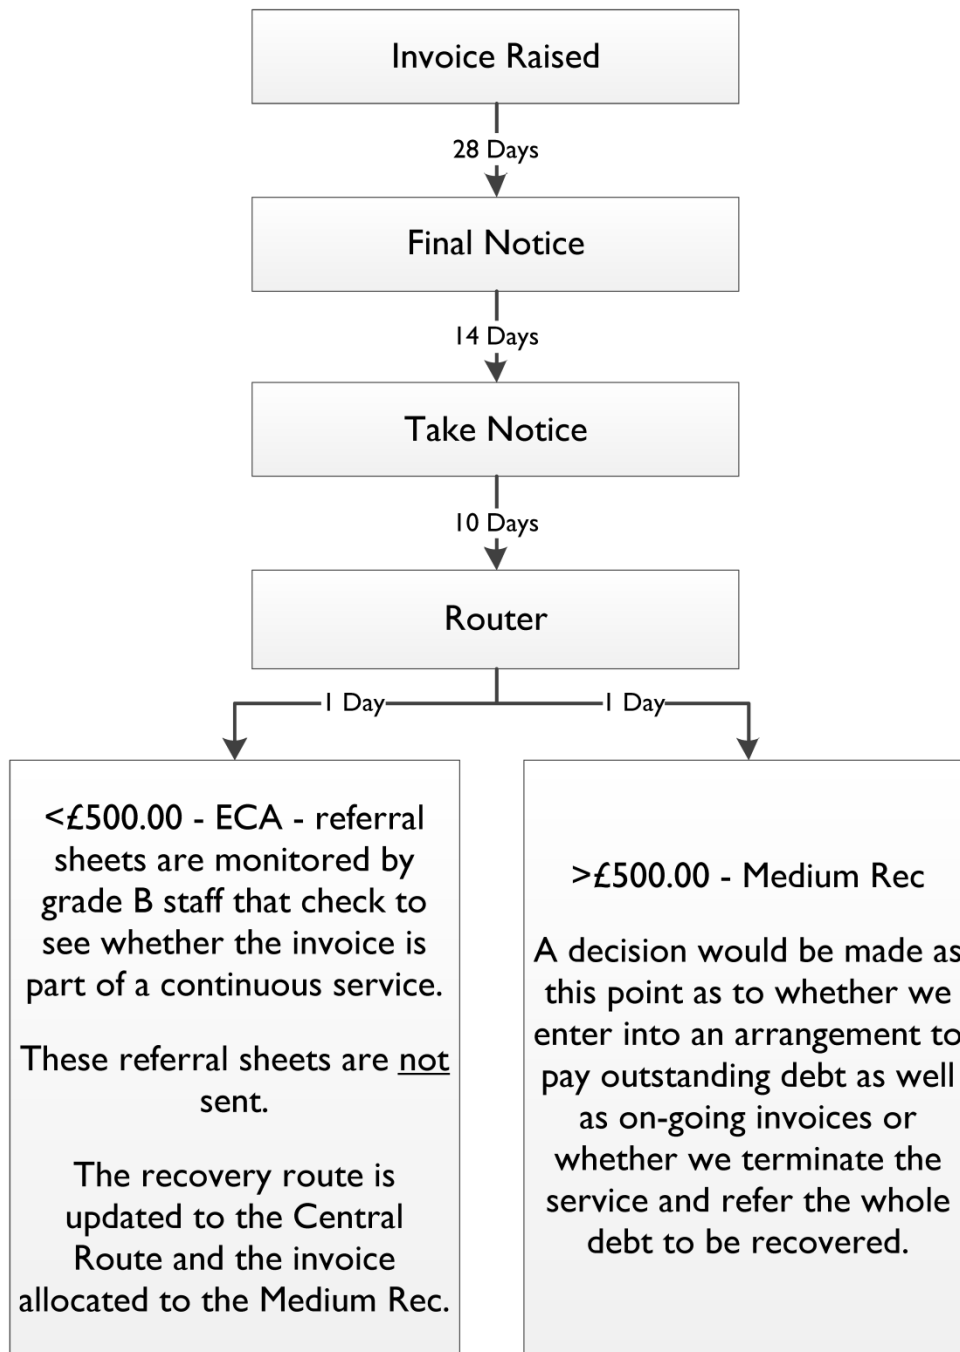 Invoice Raised
28 Days
Final Notice
14 Days
Take Notice
10 Days
Router
1 Day
1 Day
<£500.00 - ECA - referral
sheets are monitored by
grade B staff that check to
see whether the invoice is
part of a continuous service.
These referral sheets are not
sent.
The recovery route is
updated to the Central
Route and the invoice
allocated to the Medium Rec.
>£500.00 - Medium Rec
A decision would be made as
this point as to whether we
enter into an arrangement to
pay outstanding debt as well
as on-going invoices or
whether we terminate the
service and refer the whole
debt to be recovered.